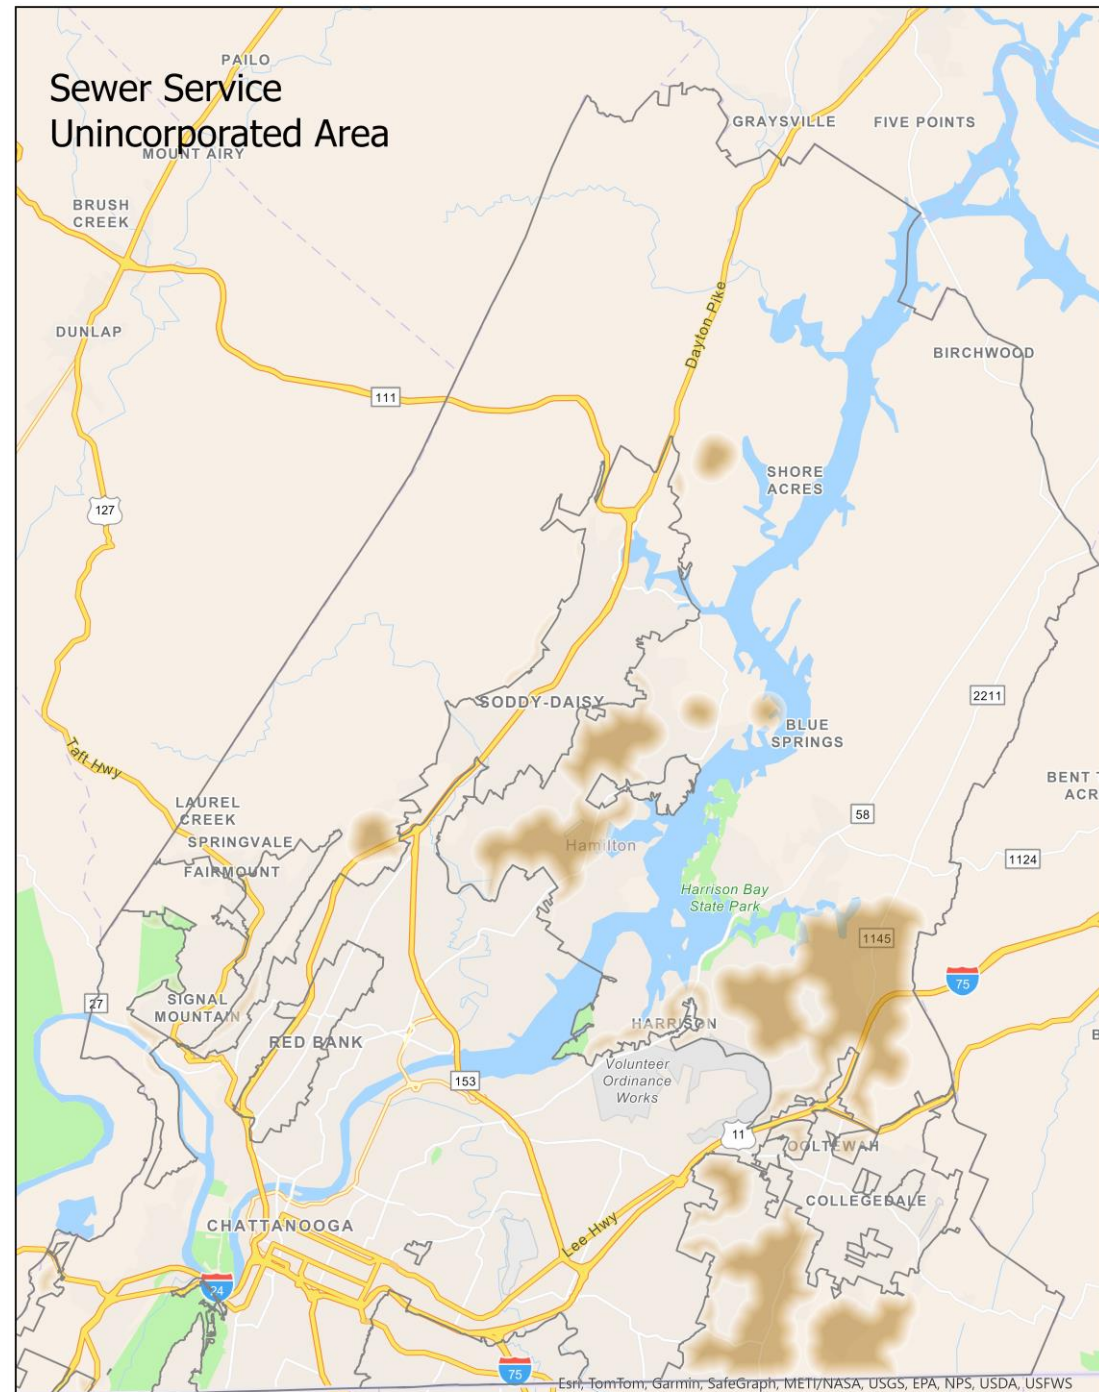 Sewer Service
Unincorporated Area
PAILO
MOUNT AIRY
GRAYSVILLE
FIVE POINTS
BRUSH
CREEK
DUNLAP
Dayton Pike
BIRCHWOOD
111
SHORE
ACRES
127
SODDY-DAISY
2211
BLUE
SPRINGS
Taft Hwy
BENT T
ACR
LAUREL
CREEK
SPRINGVALE
FAIRMOUNT
58
Hamilton
1124
Harrison Bay
State Park
1145
75
27
SIGNAL
MOUNTAIN
RED BANK
HARRISON
B
Volunteer
Ordinance
Works
153
11
OOLTEWAH
COLLEGEDALE
CHATTANOOGA
Lee Hwy
24
75
Esri, TomTom, Garmin, SafeGraph, METI/NASA, USGS, EPA, NPS, USDA, USFWS